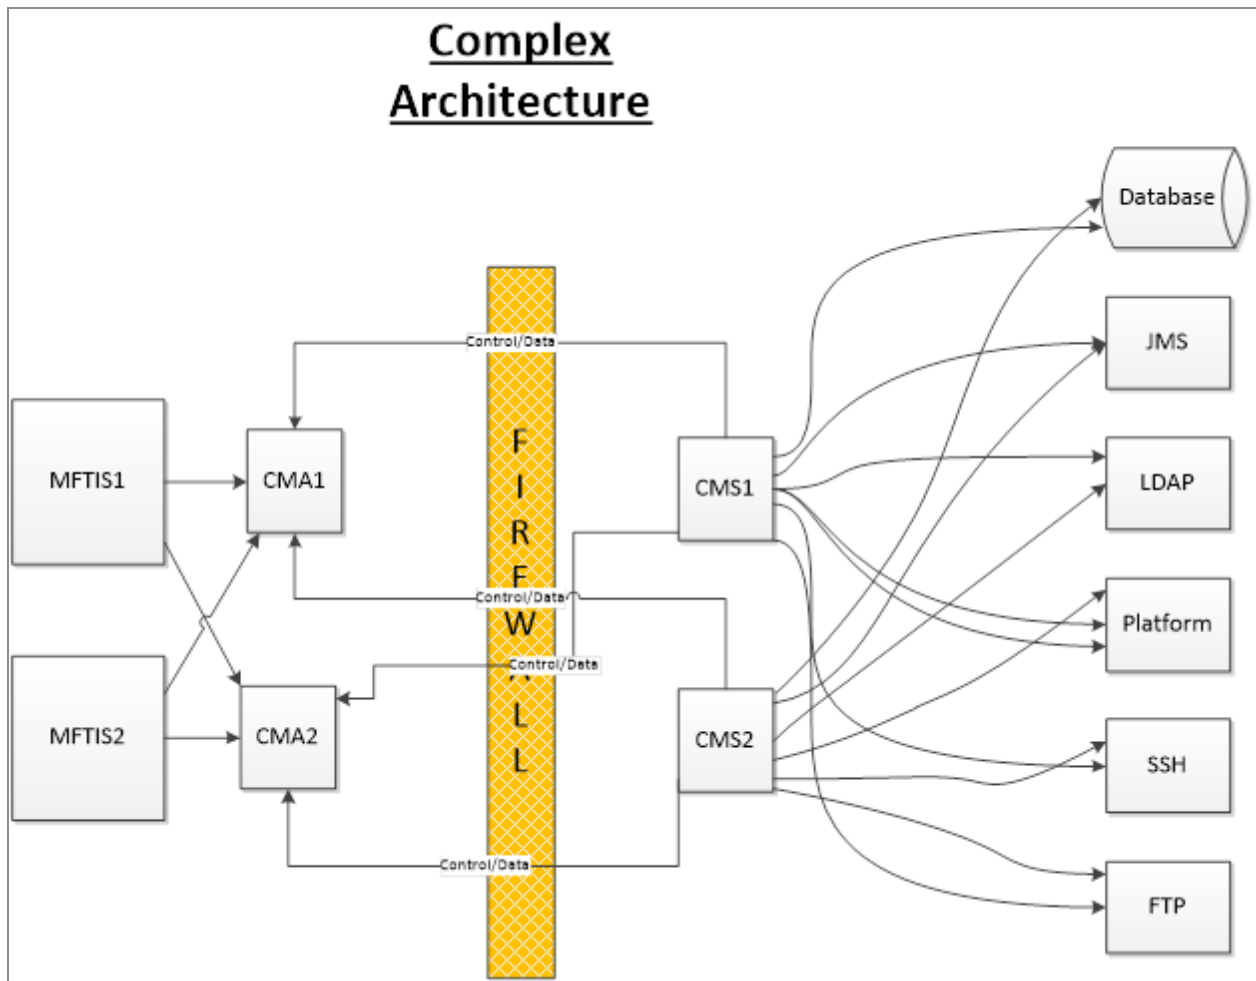 Complex
Architecture
Database
JMS
LDAP
Platform
SSH
FTP
Control/Data
Control/Data
Control/Data
Control/Data
MFTIS1
MFTIS2
CMA1
CMA2
F
I
R
E
W
A
L
L
CMS1
CMS2